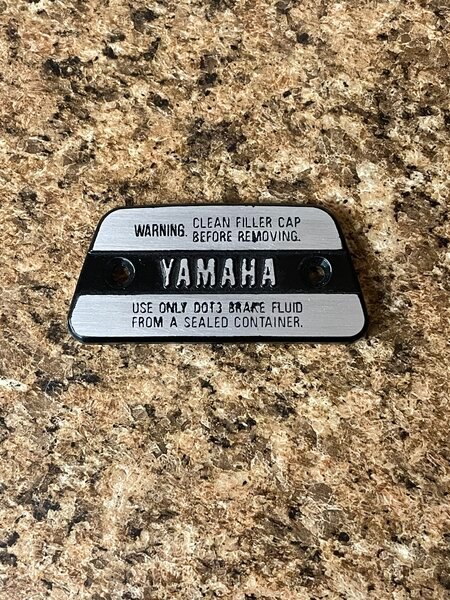 WARNING. CLEAN FILLER CAP
BEFORE REMOVING.
YAMAHA
USE ONLY DOT3 BRAKE FLUID
FROM A SEALED CONTAINER.